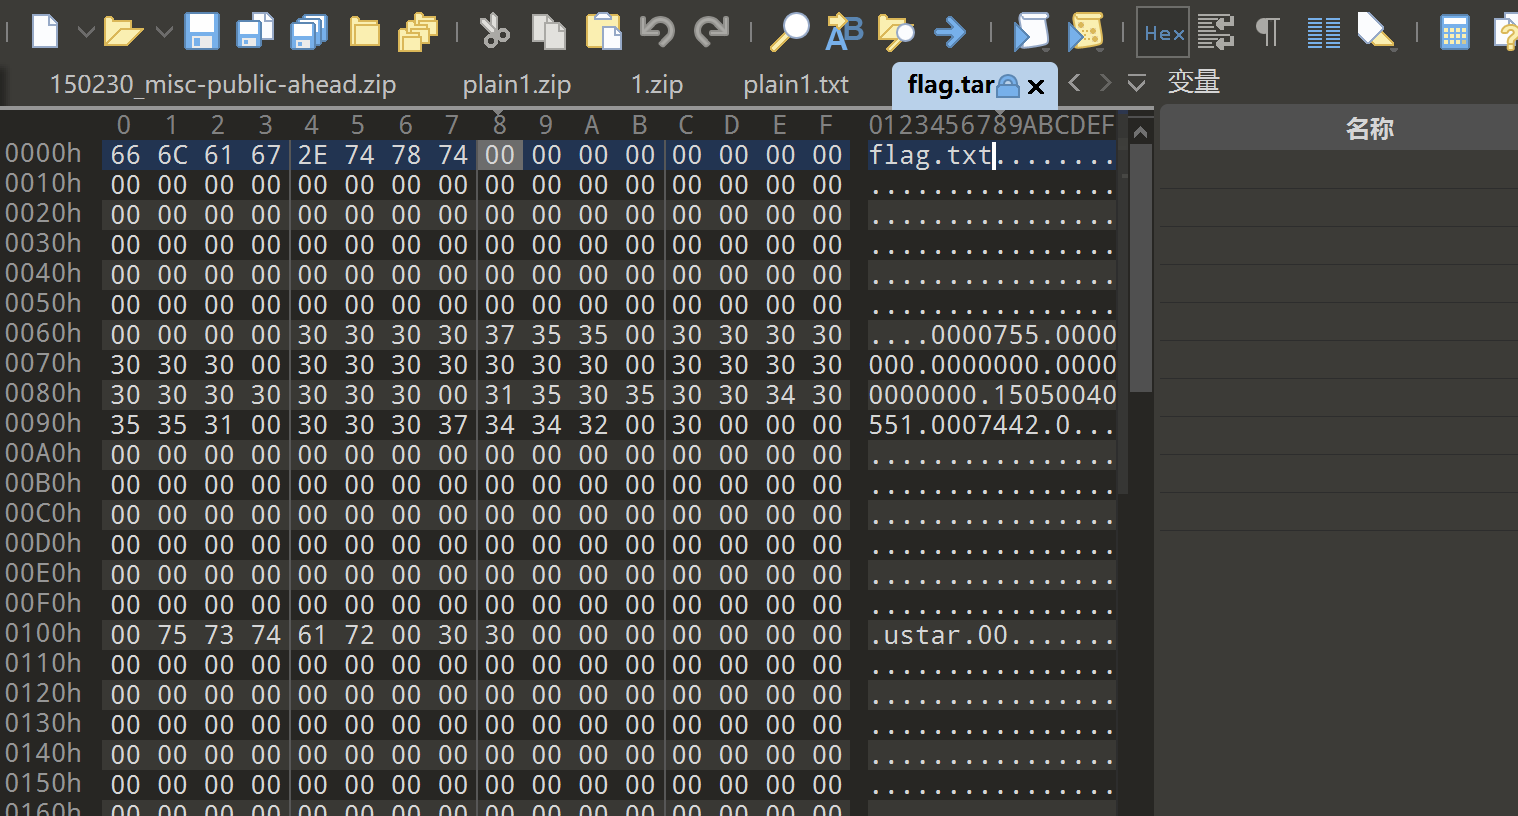 Hex
150230_misc-public-ahead.zip plain1.zip 1.zip plain1.txt flag.tar 变量
名称
0 1 2 3 4 5 6 7 8 9 A B C D E F 0123456789ABCDEF
0000h 66 6C 61 67 2E 74 78 74 00 00 00 00 00 00 00 00 flag.txt........
0010h 00 00 00 00 00 00 00 00 00 00 00 00 00 00 00 00 ................
0020h 00 00 00 00 00 00 00 00 00 00 00 00 00 00 00 00 ................
0030h 00 00 00 00 00 00 00 00 00 00 00 00 00 00 00 00 ................
0040h 00 00 00 00 00 00 00 00 00 00 00 00 00 00 00 00 ................
0050h 00 00 00 00 00 00 00 00 00 00 00 00 00 00 00 00 ................
0060h 00 00 00 00 30 30 30 30 37 35 35 00 30 30 30 30 ....0000755.0000
0070h 30 30 30 00 30 30 30 30 30 30 30 00 30 30 30 30 000.0000000.0000
0080h 30 30 30 30 30 30 30 00 31 35 30 35 30 30 34 30 0000000.15050040
0090h 35 35 31 00 30 30 30 37 34 34 32 00 30 00 00 00 551.0007442.0...
00A0h 00 00 00 00 00 00 00 00 00 00 00 00 00 00 00 00 ................
00B0h 00 00 00 00 00 00 00 00 00 00 00 00 00 00 00 00 ................
00C0h 00 00 00 00 00 00 00 00 00 00 00 00 00 00 00 00 ................
00D0h 00 00 00 00 00 00 00 00 00 00 00 00 00 00 00 00 ................
00E0h 00 00 00 00 00 00 00 00 00 00 00 00 00 00 00 00 ................
00F0h 00 00 00 00 00 00 00 00 00 00 00 00 00 00 00 00 ................
0100h 00 75 73 74 61 72 00 30 30 00 00 00 00 00 00 00 .ustar.00.......
0110h 00 00 00 00 00 00 00 00 00 00 00 00 00 00 00 00 ................
0120h 00 00 00 00 00 00 00 00 00 00 00 00 00 00 00 00 ................
0130h 00 00 00 00 00 00 00 00 00 00 00 00 00 00 00 00 ................
0140h 00 00 00 00 00 00 00 00 00 00 00 00 00 00 00 00 ................
0150h 00 00 00 00 00 00 00 00 00 00 00 00 00 00 00 00 ................
0160h 00 00 00 00 00 00 00 00 00 00 00 00 00 00 00 00